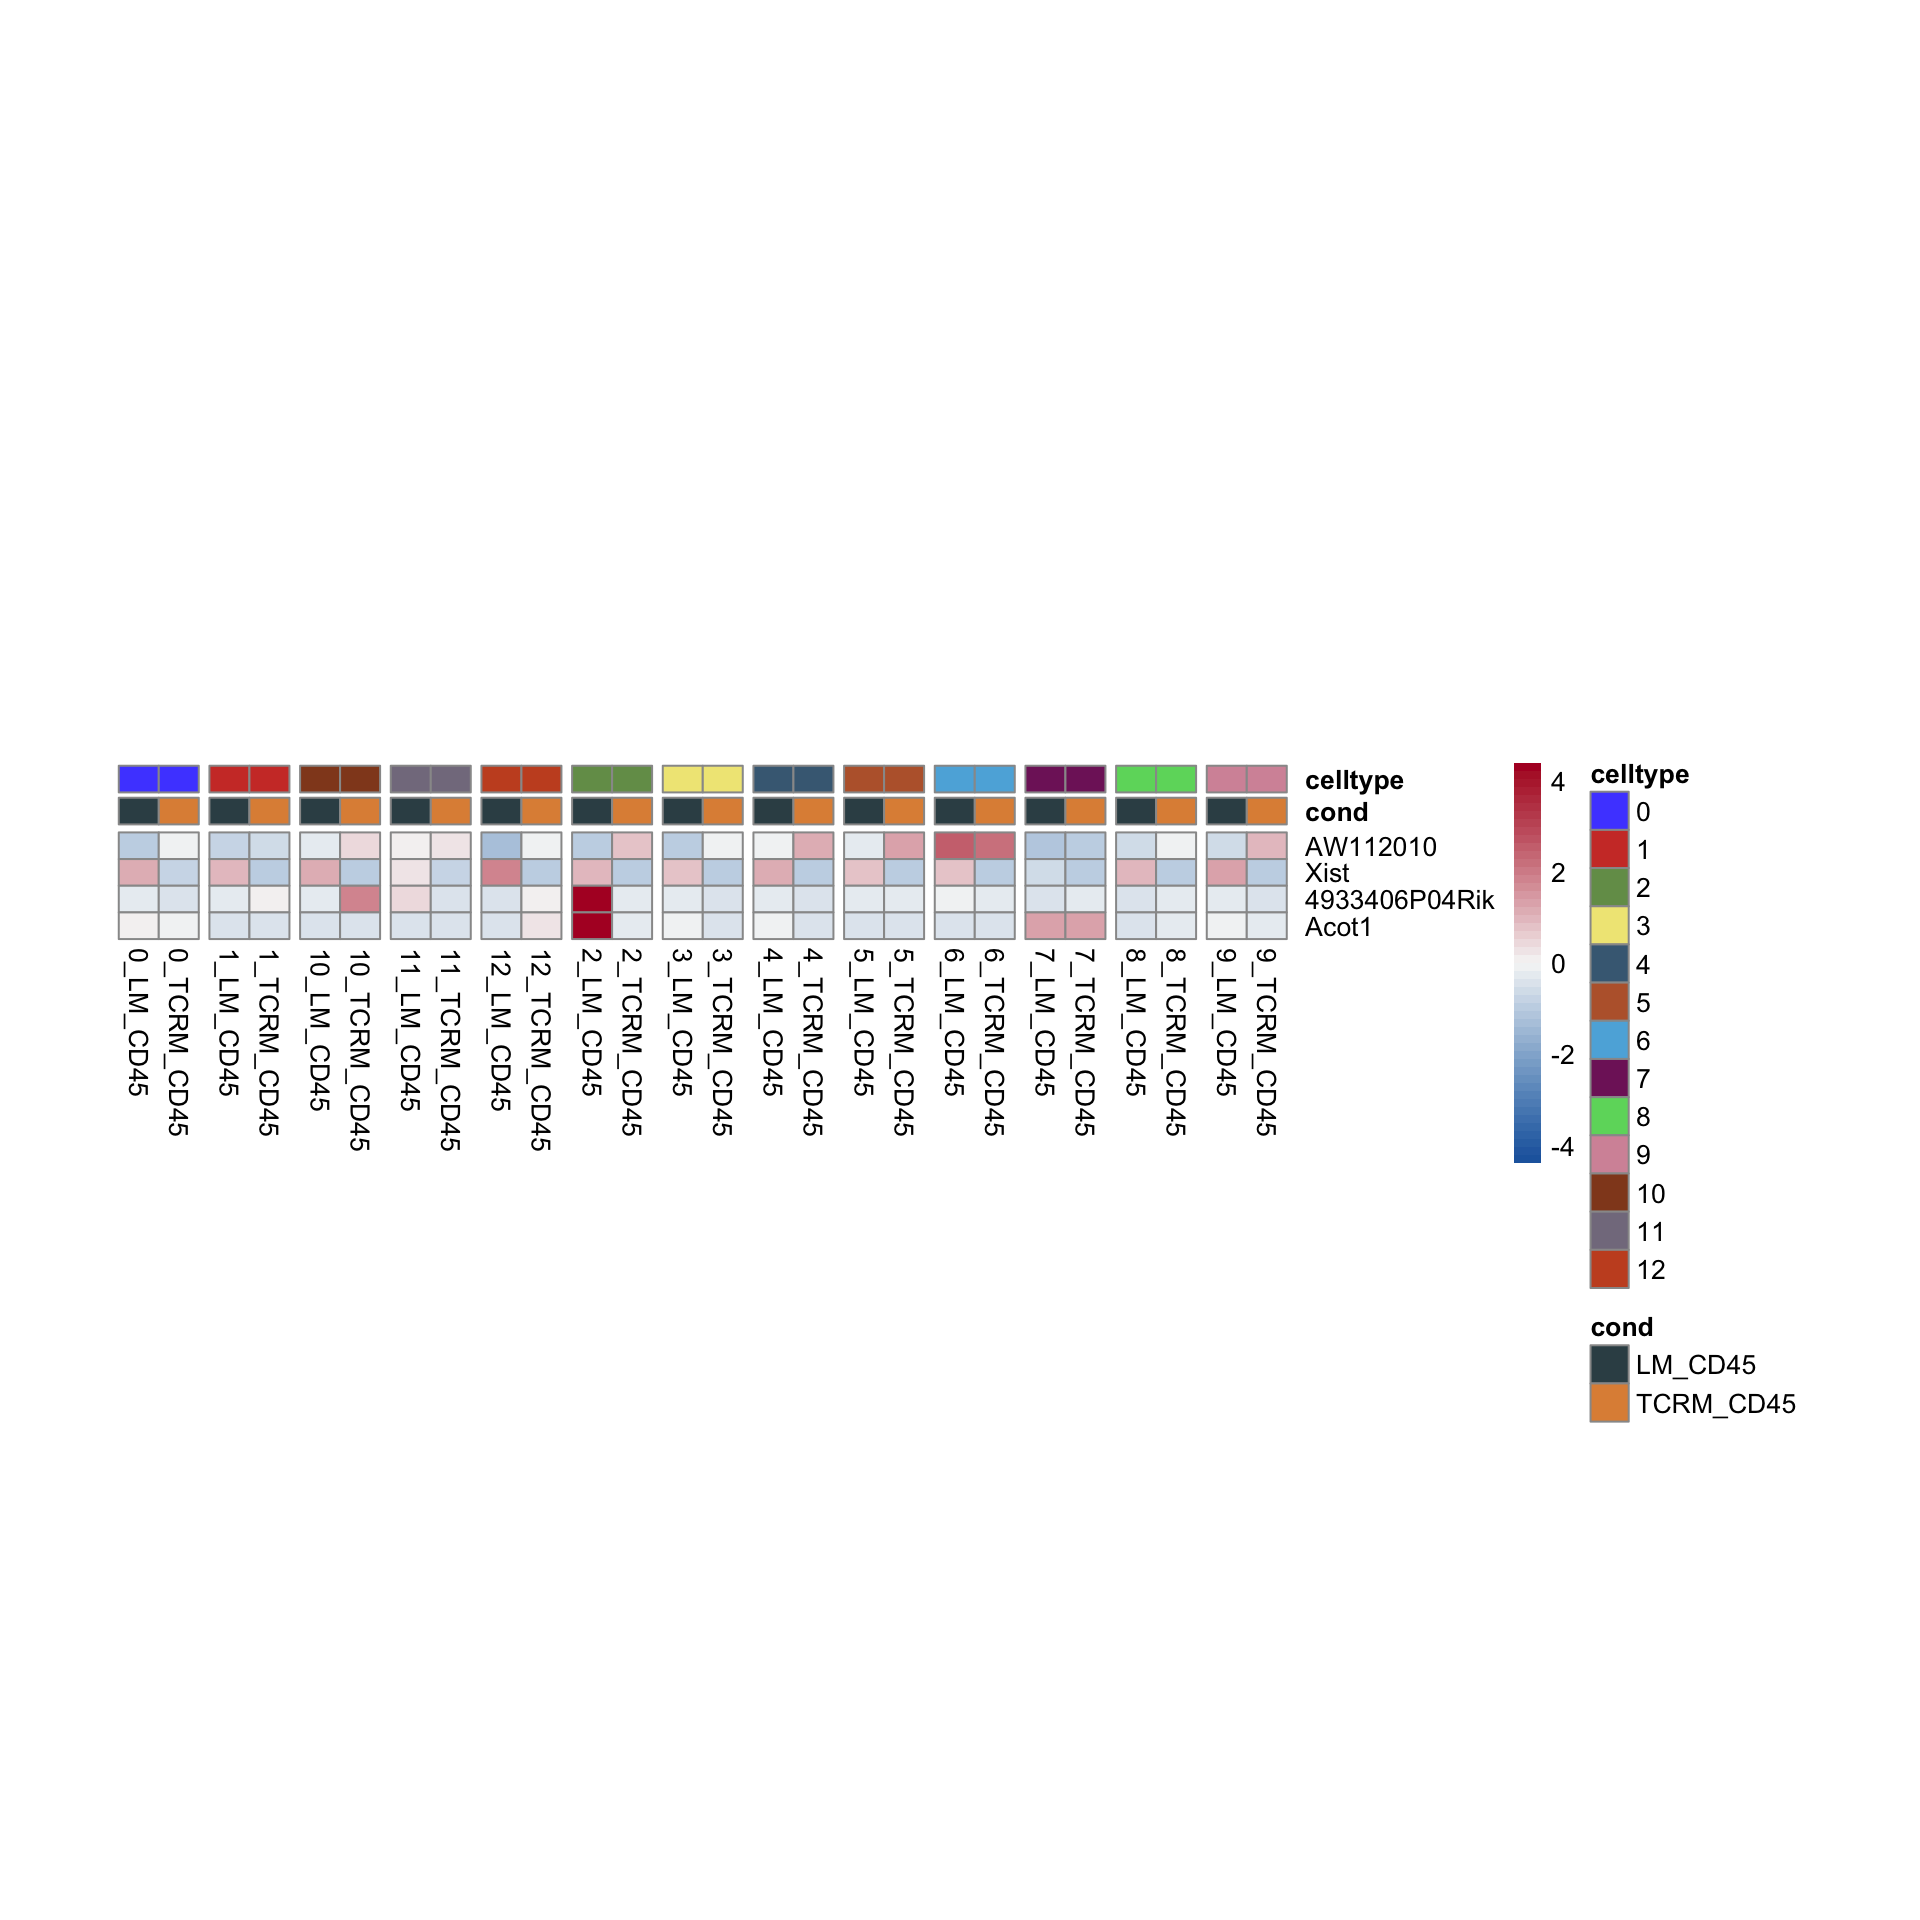 celltype
cond
AW112010
Xist
4933406P04Rik
Acot1
0_LM_CD45
0_TCRM_CD45
1_LM_CD45
1_TCRM_CD45
10_LM_CD45
10_TCRM_CD45
11_LM_CD45
11_TCRM_CD45
12_LM_CD45
12_TCRM_CD45
2_LM_CD45
2_TCRM_CD45
3_LM_CD45
3_TCRM_CD45
4_LM_CD45
4_TCRM_CD45
5_LM_CD45
5_TCRM_CD45
6_LM_CD45
6_TCRM_CD45
7_LM_CD45
7_TCRM_CD45
8_LM_CD45
8_TCRM_CD45
9_LM_CD45
9_TCRM_CD45
4
2
0
-2
-4
celltype
0
1
2
3
4
5
6
7
8
9
10
11
12
cond
LM_CD45
TCRM_CD45